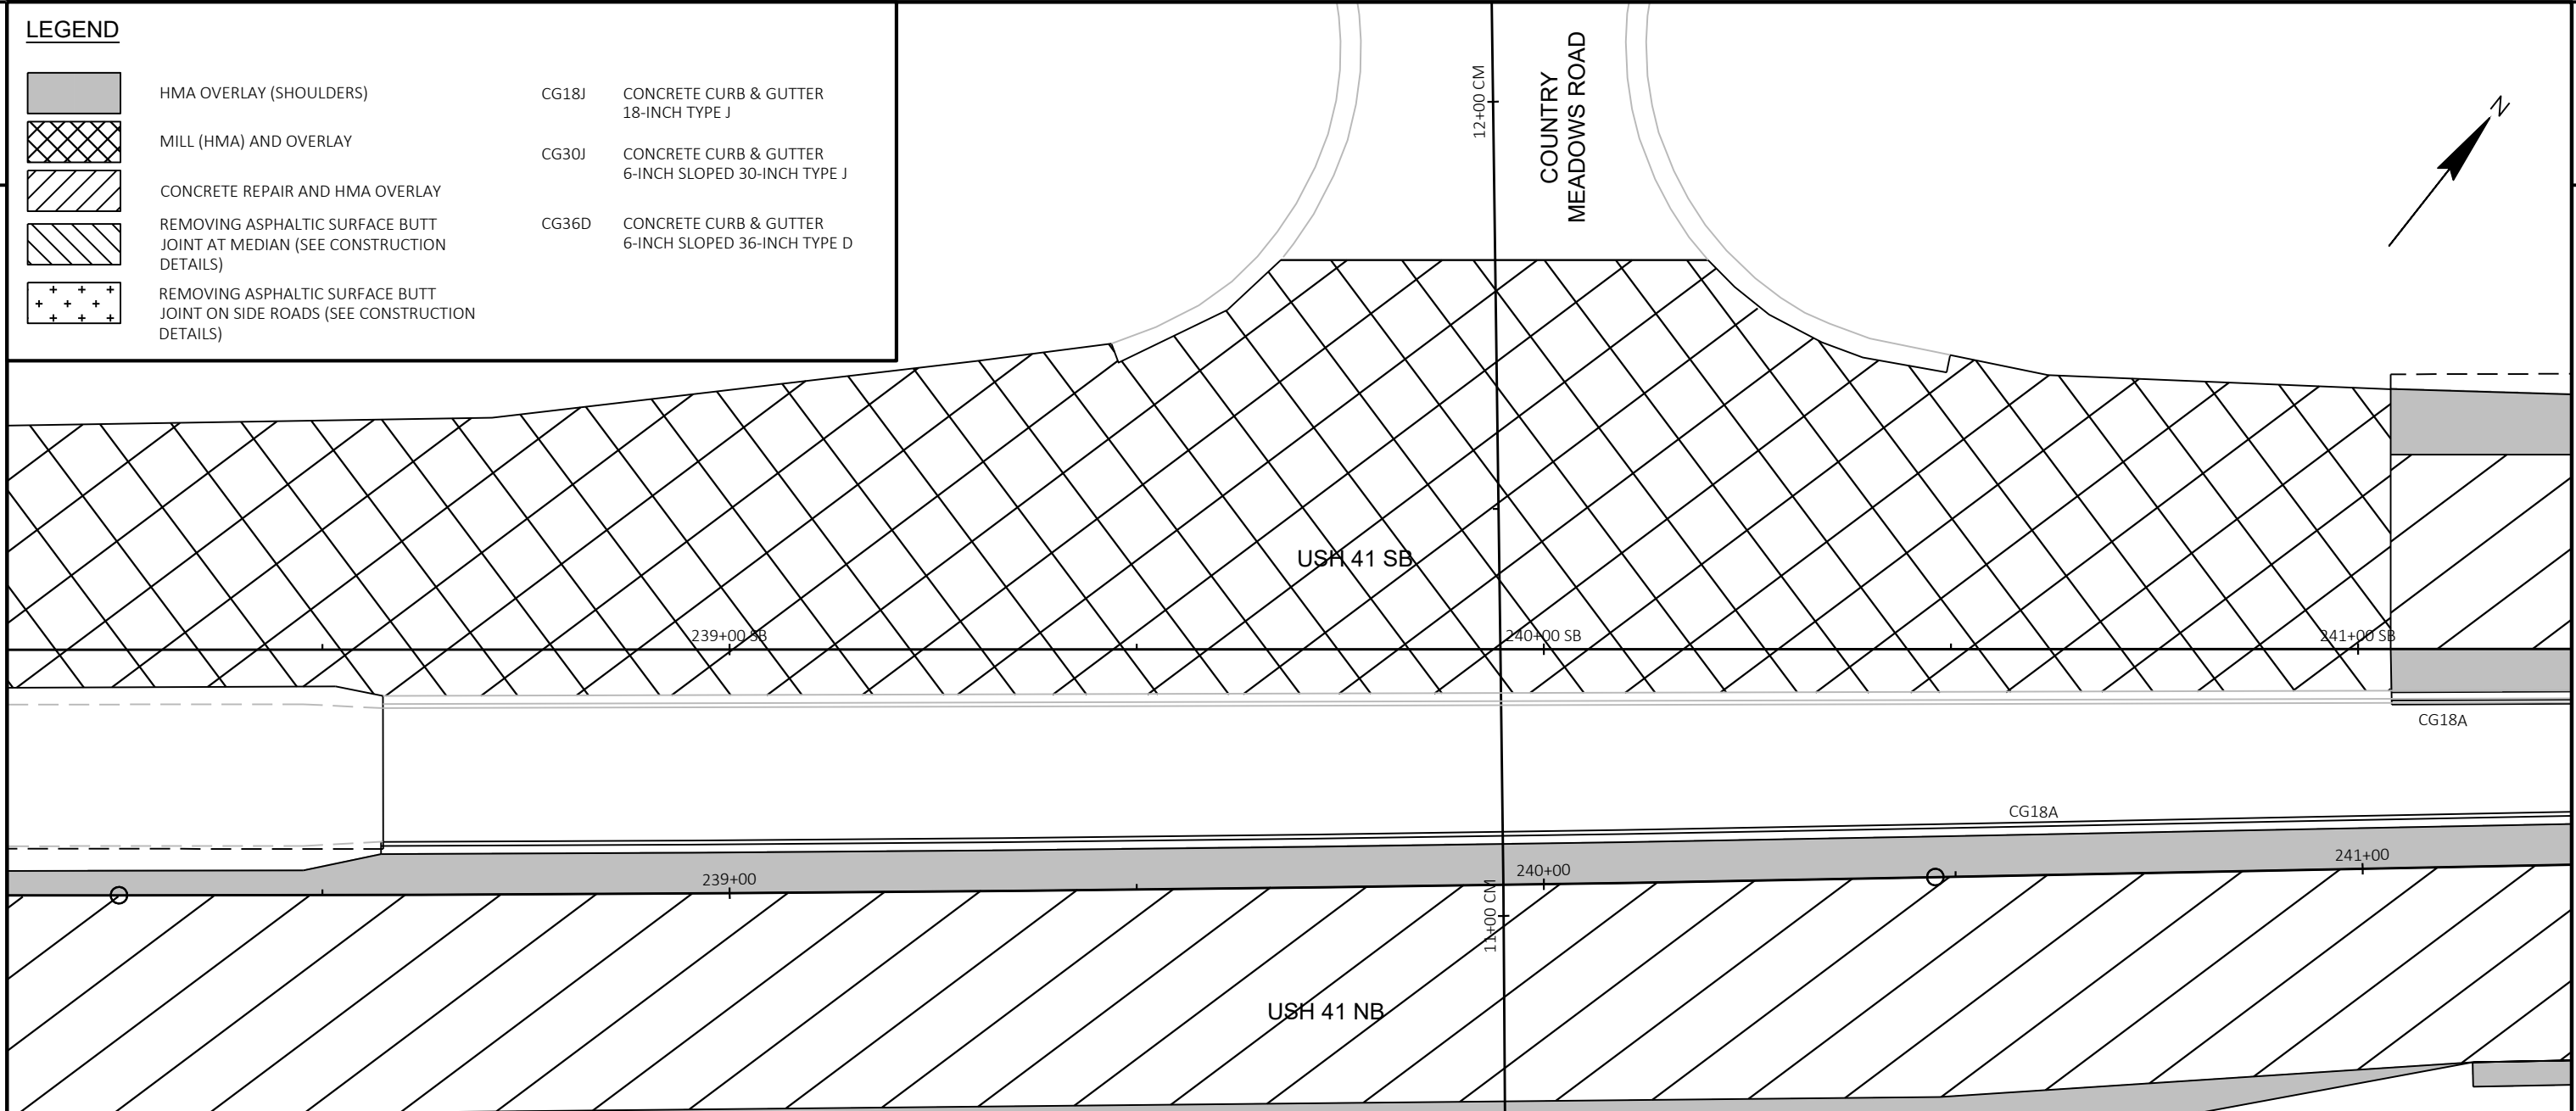 LEGEND
HMA OVERLAY (SHOULDERS)
MILL (HMA) AND OVERLAY
CONCRETE REPAIR AND HMA OVERLAY
REMOVING ASPHALTIC SURFACE BUTT
JOINT AT MEDIAN (SEE CONSTRUCTION
DETAILS)
REMOVING ASPHALTIC SURFACE BUTT
JOINT ON SIDE ROADS (SEE CONSTRUCTION
DETAILS)
CG18J CONCRETE CURB & GUTTER
18-INCH TYPE J
CG30J CONCRETE CURB & GUTTER
6-INCH SLOPED 30-INCH TYPE J
CG36D CONCRETE CURB & GUTTER
6-INCH SLOPED 36-INCH TYPE D
12+00 CM
COUNTRY
MEADOWS ROAD
N
USH 41 SB
239+00 SB
240+00 SB
241+00 SB
CG18A
CG18A
239+00
240+00
241+00
11+00 CM
USH 41 NB